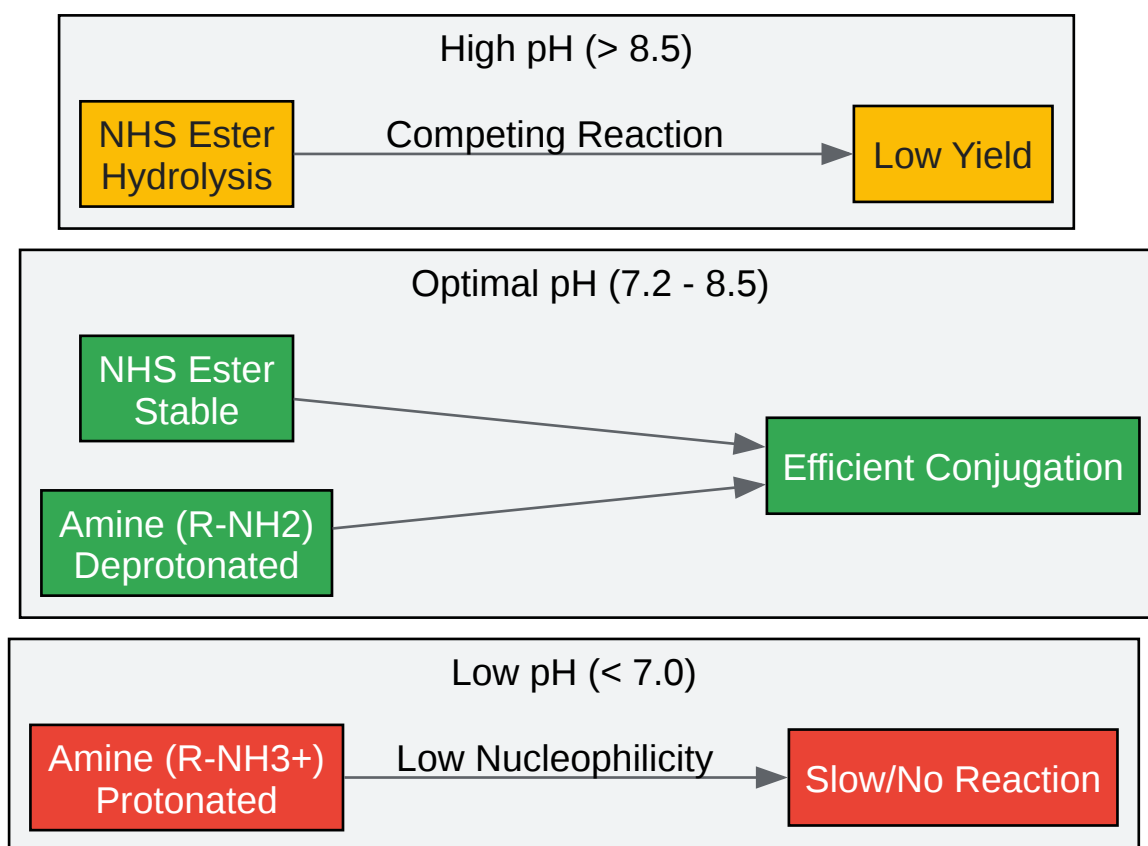 High pH (> 8.5)
NHS Ester
Hydrolysis
Competing Reaction
Low Yield
Optimal pH (7.2 - 8.5)
NHS Ester
Stable
Efficient Conjugation
Amine (R-NH2)
Deprotonated
Low pH (< 7.0)
Amine (R-NH3+)
Protonated
Low Nucleophilicity
Slow/No Reaction